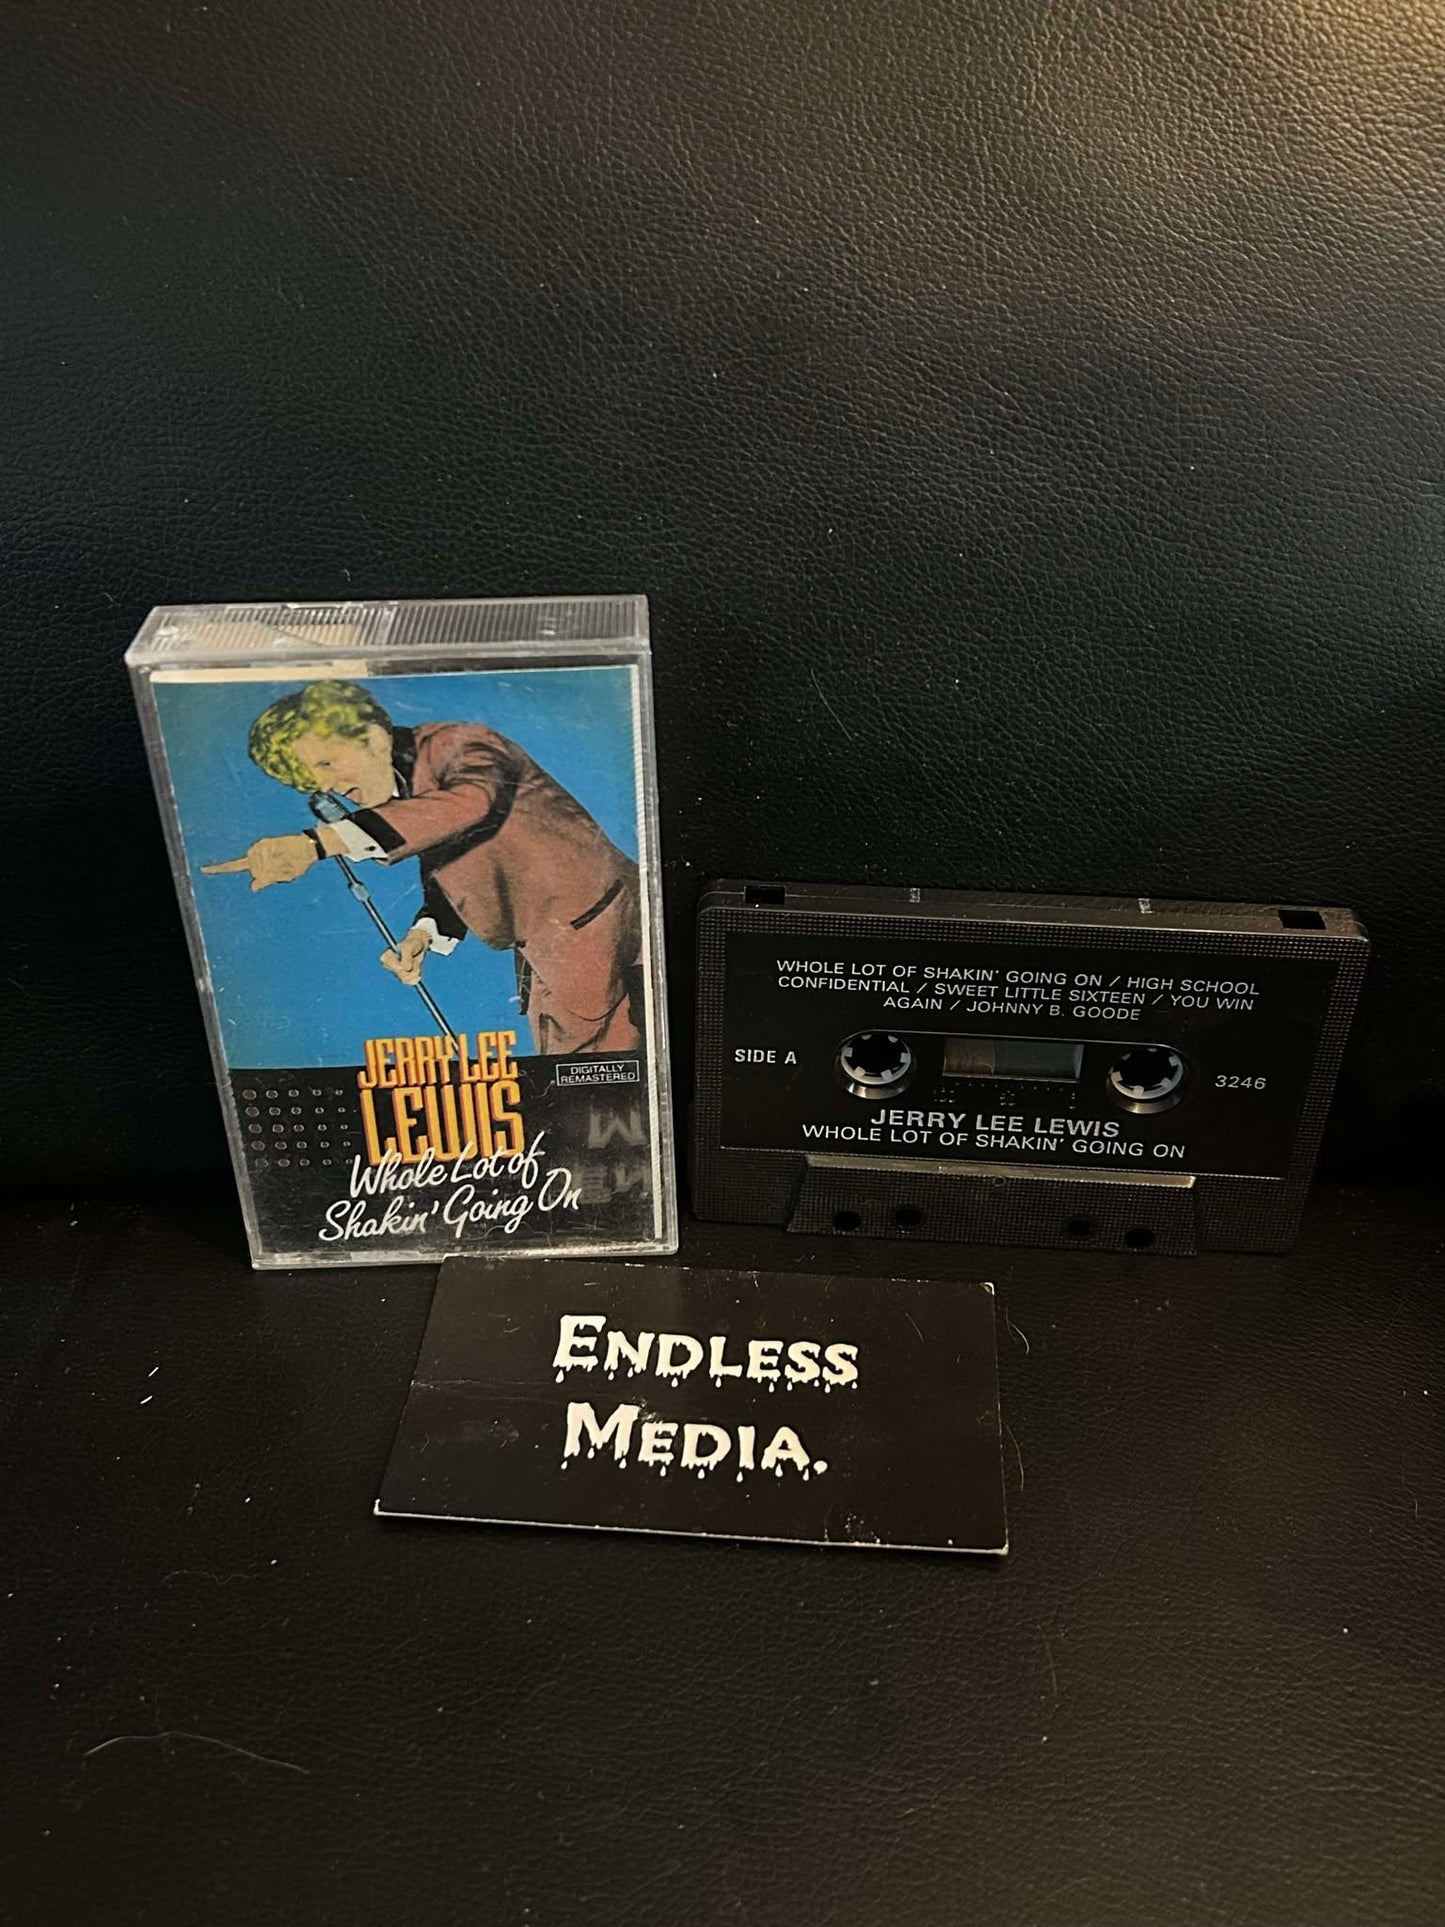 JERRY LEE
LEWIS
DIGITALLY
REMASTERED
Whole Lot of
Shakin' Going On
WHOLE LOT OF SHAKIN' GOING ON / HIGH SCHOOL
CONFIDENTIAL / SWEET LITTLE SIXTEEN / YOU WIN
AGAIN / JOHNNY B. GOODE
SIDE A
3246
JERRY LEE LEWIS
WHOLE LOT OF SHAKIN' GOING ON
ENDLESS
MEDIA.